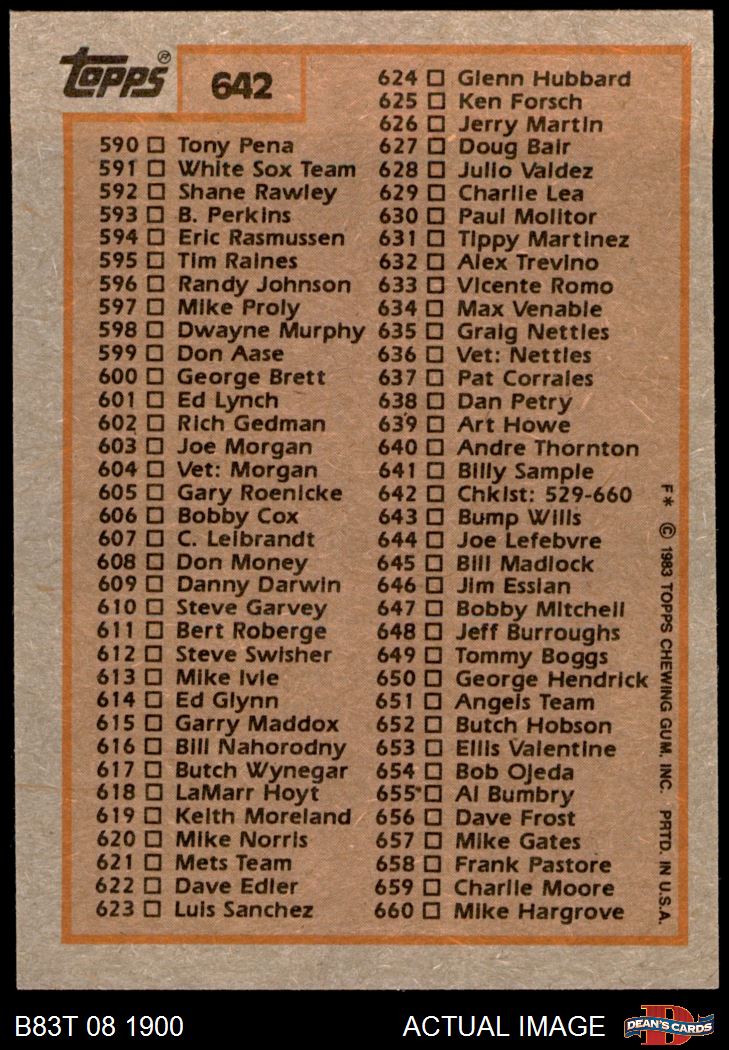 Topps®
642
590 Tony Pena
591 White Sox Team
592 Shane Rawley
593 B. Perkins
594 Eric Rasmussen
595 Tim Raines
596 Randy Johnson
597 Mike Proly
598 Dwayne Murphy
599 Don Aase
600 George Brett
601 Ed Lynch
602 Rich Gedman
603 Joe Morgan
604 Vet: Morgan
605 Gary Roenicke
606 Bobby Cox
607 C. Leibrandt
608 Don Money
609 Danny Darwin
610 Steve Garvey
611 Bert Roberge
612 Steve Swisher
613 Mike Ivie
614 Ed Glynn
615 Garry Maddox
616 Bill Nahorodny
617 Butch Wynegar
618 LaMarr Hoyt
619 Keith Moreland
620 Mike Norris
621 Mets Team
622 Dave Edler
623 Luis Sanchez
624 Glenn Hubbard
625 Ken Forsch
626 Jerry Martin
627 Doug Bair
628 Julio Valdez
629 Charlie Lea
630 Paul Molitor
631 Tippy Martinez
632 Alex Trevino
633 Vicente Romo
634 Max Venable
635 Graig Nettles
636 Vet: Nettles
637 Pat Corrales
638 Dan Petry
639 Art Howe
640 Andre Thornton
641 Billy Sample
642 Chklst: 529-660
643 Bump Wills
644 Joe Lefebvre
645 Bill Madlock
646 Jim Essian
647 Bobby Mitchell
648 Jeff Burroughs
649 Tommy Boggs
650 George Hendrick
651 Angels Team
652 Butch Hobson
653 Ellis Valentine
654 Bob Ojeda
655* Al Bumbry
656 Dave Frost
657 Mike Gates
658 Frank Pastore
659 Charlie Moore
660 Mike Hargrove
F* © 1983 TOPPS CHEWING GUM, INC. PRTD. IN U.S.A.
B83T 08 1900
ACTUAL IMAGE
D
DEAN'S CARDS